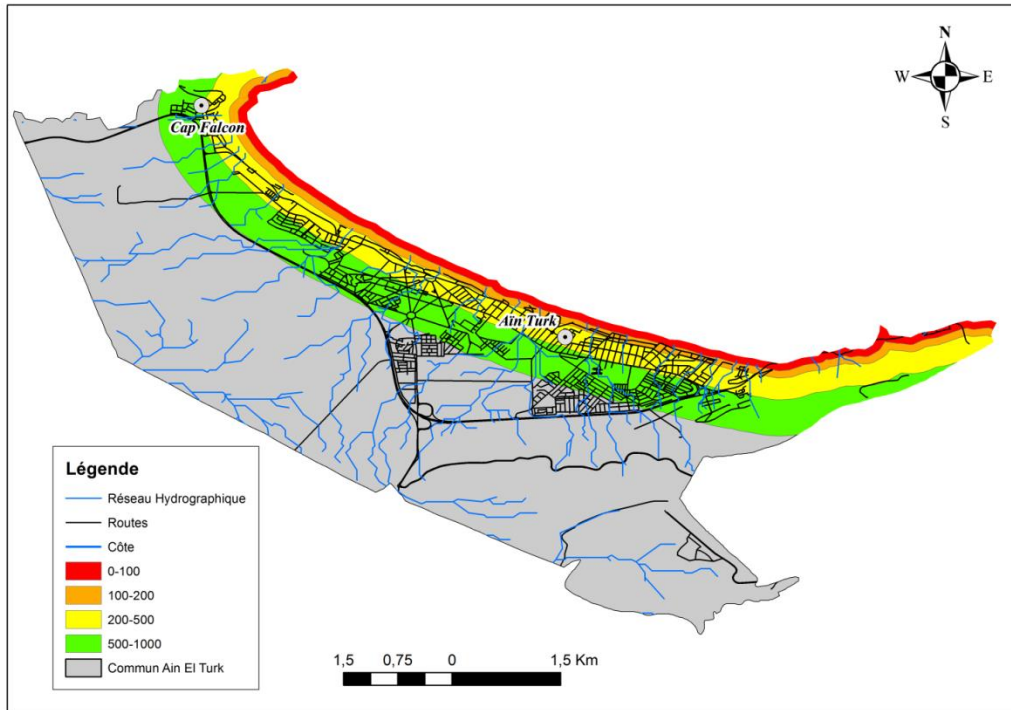 N
W E
S
Cap Falcon
Aïn Turk
Légende
Réseau Hydrographique
Routes
Côte
0-100
100-200
200-500
500-1000
Commun Ain El Turk
1,5 0,75 0 1,5 Km